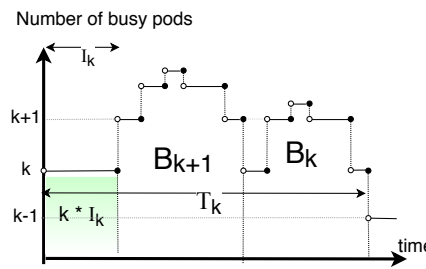 Number of busy pods
I_k
k+1
B_{k+1}
B_k
k
T_k
k-1
k * I_k
time